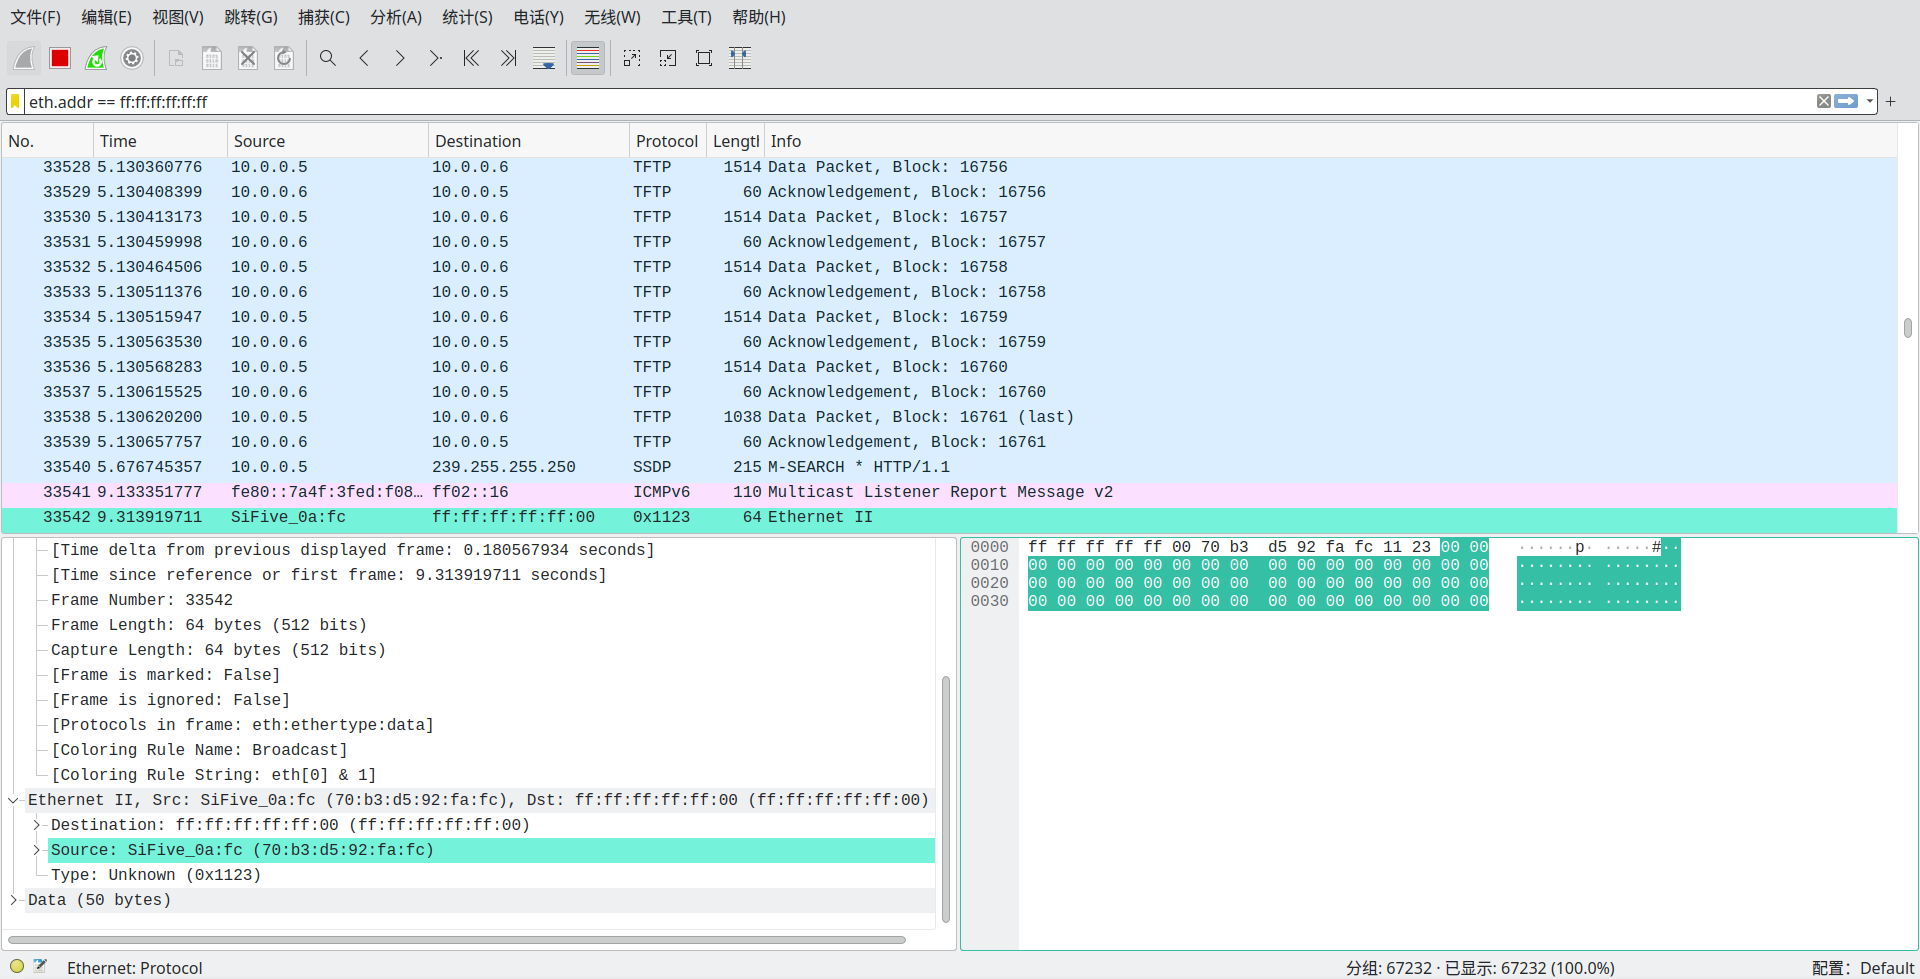 文件(F) 编辑(E) 视图(V) 跳转(G) 捕获(C) 分析(A) 统计(S) 电话(Y) 无线(W) 工具(T) 帮助(H)
eth.addr == ff:ff:ff:ff:ff:ff
No. Time Source Destination Protocol Lengtl Info
33528 5.130360776 10.0.0.5 10.0.0.6 TFTP 1514 Data Packet, Block: 16756
33529 5.130408399 10.0.0.6 10.0.0.5 TFTP 60 Acknowledgement, Block: 16756
33530 5.130413173 10.0.0.5 10.0.0.6 TFTP 1514 Data Packet, Block: 16757
33531 5.130459998 10.0.0.6 10.0.0.5 TFTP 60 Acknowledgement, Block: 16757
33532 5.130464506 10.0.0.5 10.0.0.6 TFTP 1514 Data Packet, Block: 16758
33533 5.130511376 10.0.0.6 10.0.0.5 TFTP 60 Acknowledgement, Block: 16758
33534 5.130515947 10.0.0.5 10.0.0.6 TFTP 1514 Data Packet, Block: 16759
33535 5.130563530 10.0.0.6 10.0.0.5 TFTP 60 Acknowledgement, Block: 16759
33536 5.130568283 10.0.0.5 10.0.0.6 TFTP 1514 Data Packet, Block: 16760
33537 5.130615525 10.0.0.6 10.0.0.5 TFTP 60 Acknowledgement, Block: 16760
33538 5.130620200 10.0.0.5 10.0.0.6 TFTP 1038 Data Packet, Block: 16761 (last)
33539 5.130657757 10.0.0.6 10.0.0.5 TFTP 60 Acknowledgement, Block: 16761
33540 5.676745357 10.0.0.5 239.255.255.250 SSDP 215 M-SEARCH * HTTP/1.1
33541 9.133351777 fe80::7a4f:3fed:f08… ff02::16 ICMPv6 110 Multicast Listener Report Message v2
33542 9.313919711 SiFive_0a:fc ff:ff:ff:ff:ff:00 0x1123 64 Ethernet II
[Time delta from previous displayed frame: 0.180567934 seconds]
[Time since reference or first frame: 9.313919711 seconds]
Frame Number: 33542
Frame Length: 64 bytes (512 bits)
Capture Length: 64 bytes (512 bits)
[Frame is marked: False]
[Frame is ignored: False]
[Protocols in frame: eth:ethertype:data]
[Coloring Rule Name: Broadcast]
[Coloring Rule String: eth[0] & 1]
Ethernet II, Src: SiFive_0a:fc (70:b3:d5:92:fa:fc), Dst: ff:ff:ff:ff:ff:00 (ff:ff:ff:ff:ff:00)
Destination: ff:ff:ff:ff:ff:00 (ff:ff:ff:ff:ff:00)
Source: SiFive_0a:fc (70:b3:d5:92:fa:fc)
Type: Unknown (0x1123)
Data (50 bytes)
0000 ff ff ff ff ff 00 70 b3 d5 92 fa fc 11 23 00 00 ······p· ·····#··
0010 00 00 00 00 00 00 00 00 00 00 00 00 00 00 00 00 ········ ········
0020 00 00 00 00 00 00 00 00 00 00 00 00 00 00 00 00 ········ ········
0030 00 00 00 00 00 00 00 00 00 00 00 00 00 00 00 00 ········ ········
Ethernet: Protocol 分组: 67232 · 已显示: 67232 (100.0%) 配置: Default